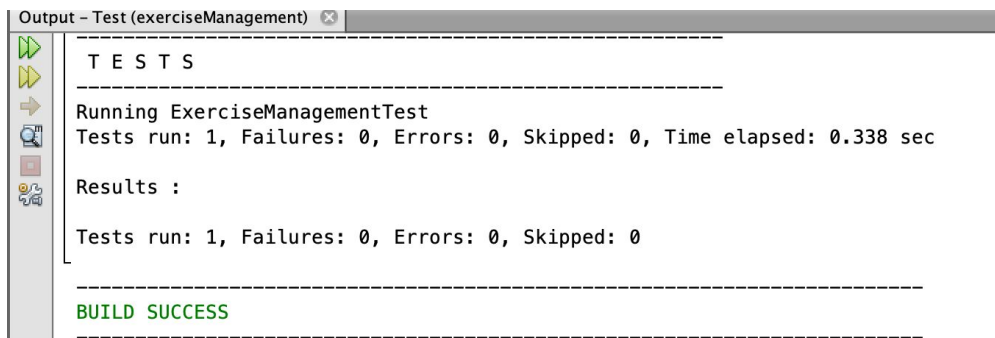 Output – Test (exerciseManagement)
-------------------------------------------------------
T E S T S
-------------------------------------------------------
Running ExerciseManagementTest
Tests run: 1, Failures: 0, Errors: 0, Skipped: 0, Time elapsed: 0.338 sec
Results :
Tests run: 1, Failures: 0, Errors: 0, Skipped: 0
------------------------------------------------------------------------
BUILD SUCCESS
------------------------------------------------------------------------